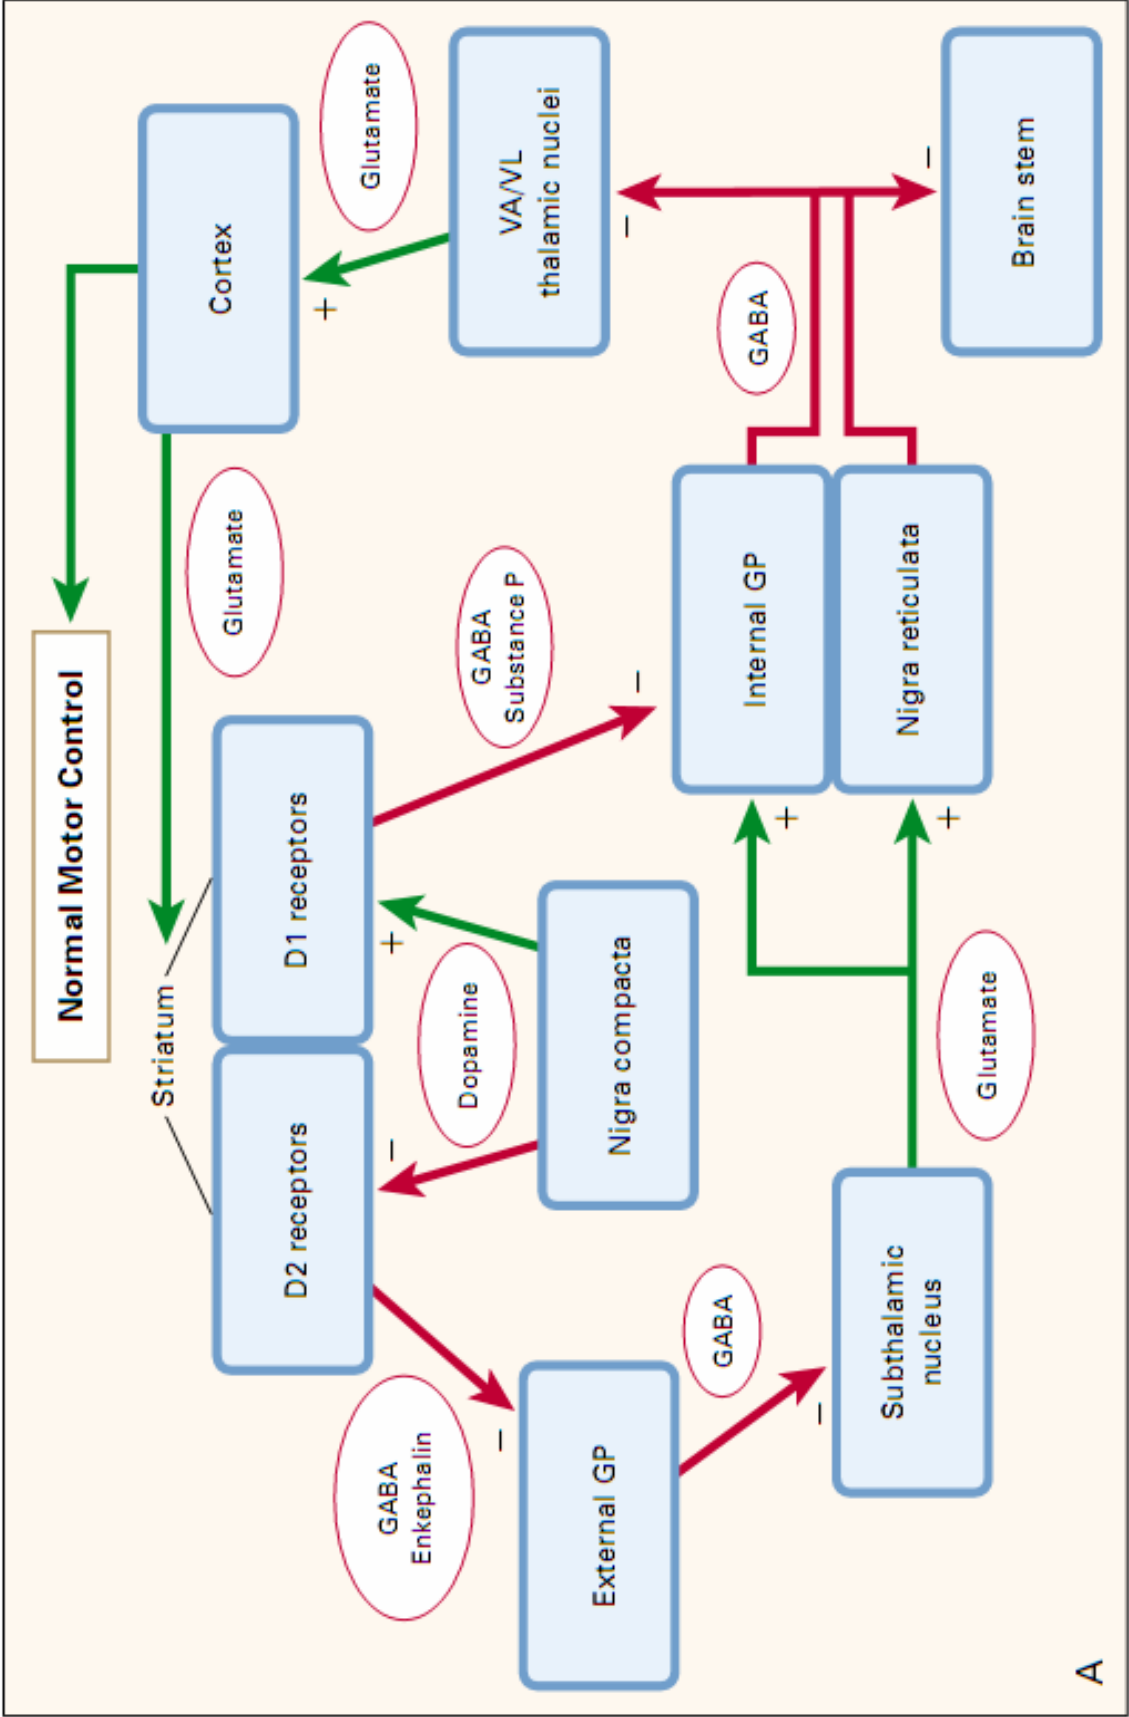 Normal Motor Control
Striatum
Glutamate
Cortex
D2 receptors
D1 receptors
Glutamate
GABA
Enkephalin
Dopamine
GABA
Substance P
+
−
+
−
−
VA/VL
thalamic nuclei
External GP
Nigra compacta
−
GABA
GABA
Internal GP
−
+
Subthalamic
nucleus
Nigra reticulata
+
−
Brain stem
Glutamate
A